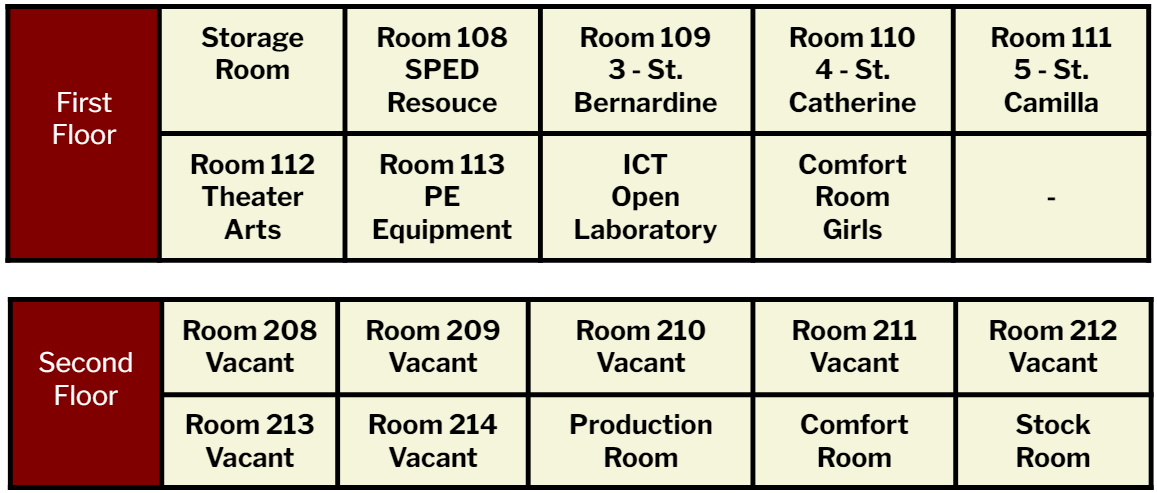 First
Floor
Storage
Room
Room 108
SPED
Resouce
Room 109
3 - St.
Bernardine
Room 110
4 - St.
Catherine
Room 111
5 - St.
Camilla
Room 112
Theater
Arts
Room 113
PE
Equipment
ICT
Open
Laboratory
Comfort
Room
Girls
-
Second
Floor
Room 208
Vacant
Room 209
Vacant
Room 210
Vacant
Room 211
Vacant
Room 212
Vacant
Room 213
Vacant
Room 214
Vacant
Production
Room
Comfort
Room
Stock
Room